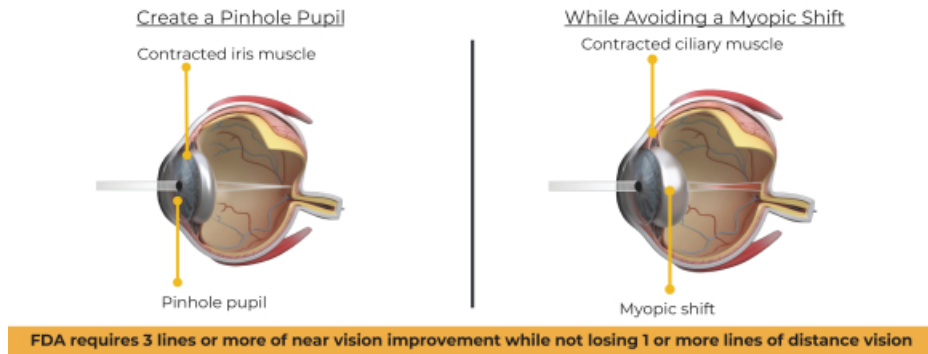 Create a Pinhole Pupil
Contracted iris muscle
Pinhole pupil
While Avoiding a Myopic Shift
Contracted ciliary muscle
Myopic shift
FDA requires 3 lines or more of near vision improvement while not losing 1 or more lines of distance vision